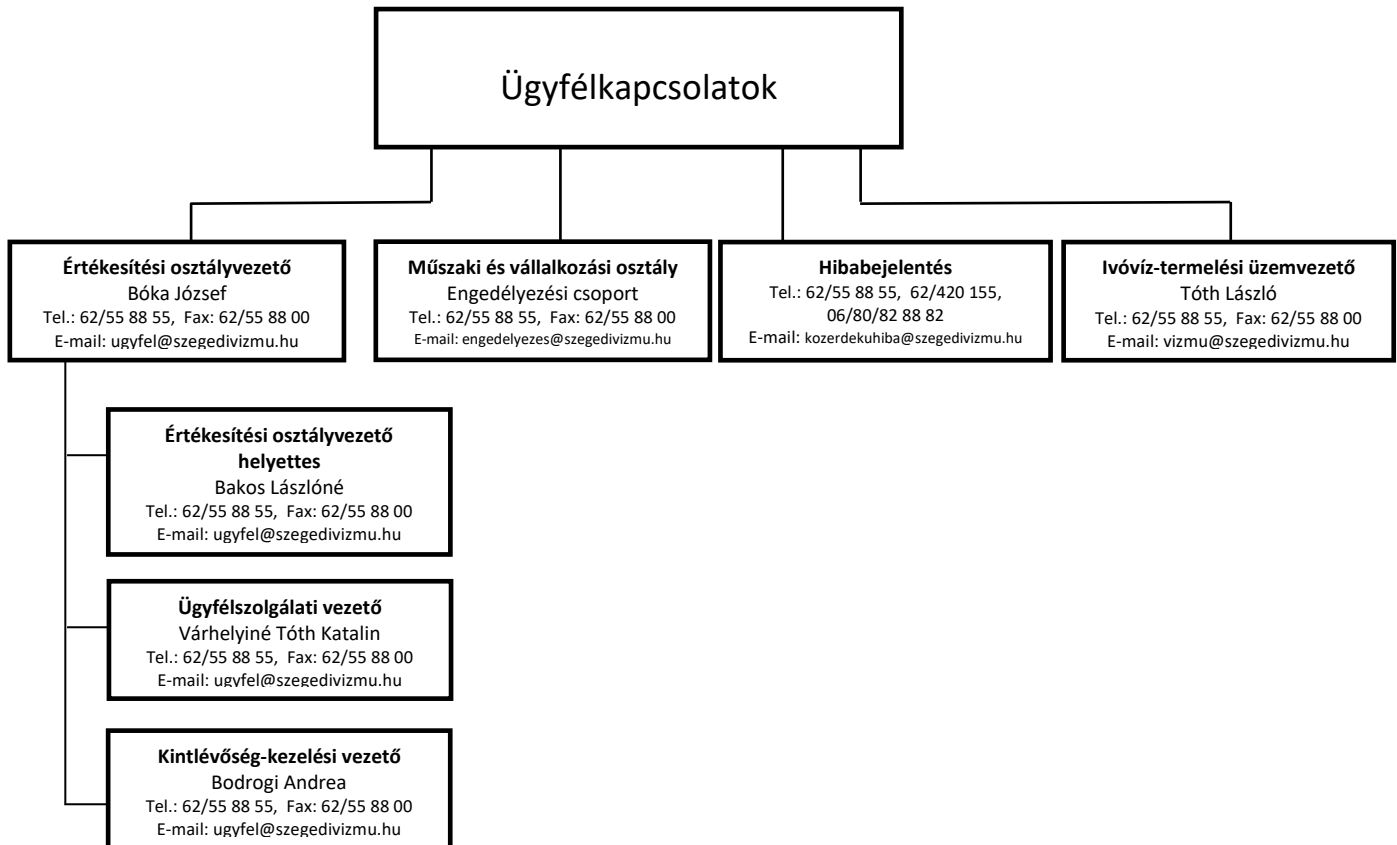 Ügyfélkapcsolatok
Értékesítési osztályvezető
Bóka József
Tel.: 62/55 88 55, Fax: 62/55 88 00
E-mail: ugyfel@szegedivizmu.hu
Műszaki és vállalkozási osztály
Engedélyezési csoport
Tel.: 62/55 88 55, Fax: 62/55 88 00
E-mail: engedelyezes@szegedivizmu.hu
Hibabejelentés
Tel.: 62/55 88 55, 62/420 155,
06/80/82 88 82
E-mail: kozerdekuhiba@szegedivizmu.hu
Ivóvíz-termelési üzemvezető
Tóth László
Tel.: 62/55 88 55, Fax: 62/55 88 00
E-mail: vizmu@szegedivizmu.hu
Értékesítési osztályvezető
helyettes
Bakos Lászlóné
Tel.: 62/55 88 55, Fax: 62/55 88 00
E-mail: ugyfel@szegedivizmu.hu
Ügyfélszolgálati vezető
Várhelyiné Tóth Katalin
Tel.: 62/55 88 55, Fax: 62/55 88 00
E-mail: ugyfel@szegedivizmu.hu
Kintlévőség-kezelési vezető
Bodrogi Andrea
Tel.: 62/55 88 55, Fax: 62/55 88 00
E-mail: ugyfel@szegedivizmu.hu